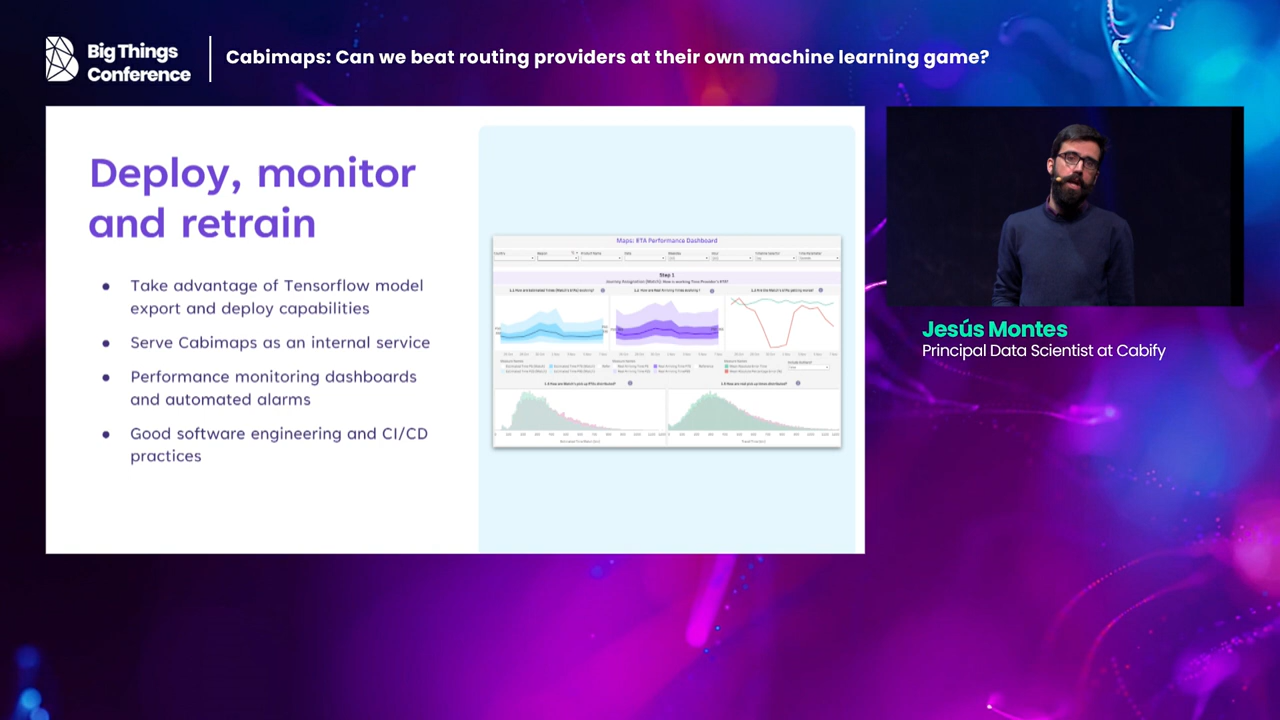 Big Things
Conference
Cabimaps: Can we beat routing providers at their own machine learning game?
Deploy, monitor
and retrain
Take advantage of Tensorflow model
export and deploy capabilities
Serve Cabimaps as an internal service
Performance monitoring dashboards
and automated alarms
Good software engineering and CI/CD
practices
Maps: ETA Performance Dashboard
Step 1
Jesús Montes
Principal Data Scientist at Cabify